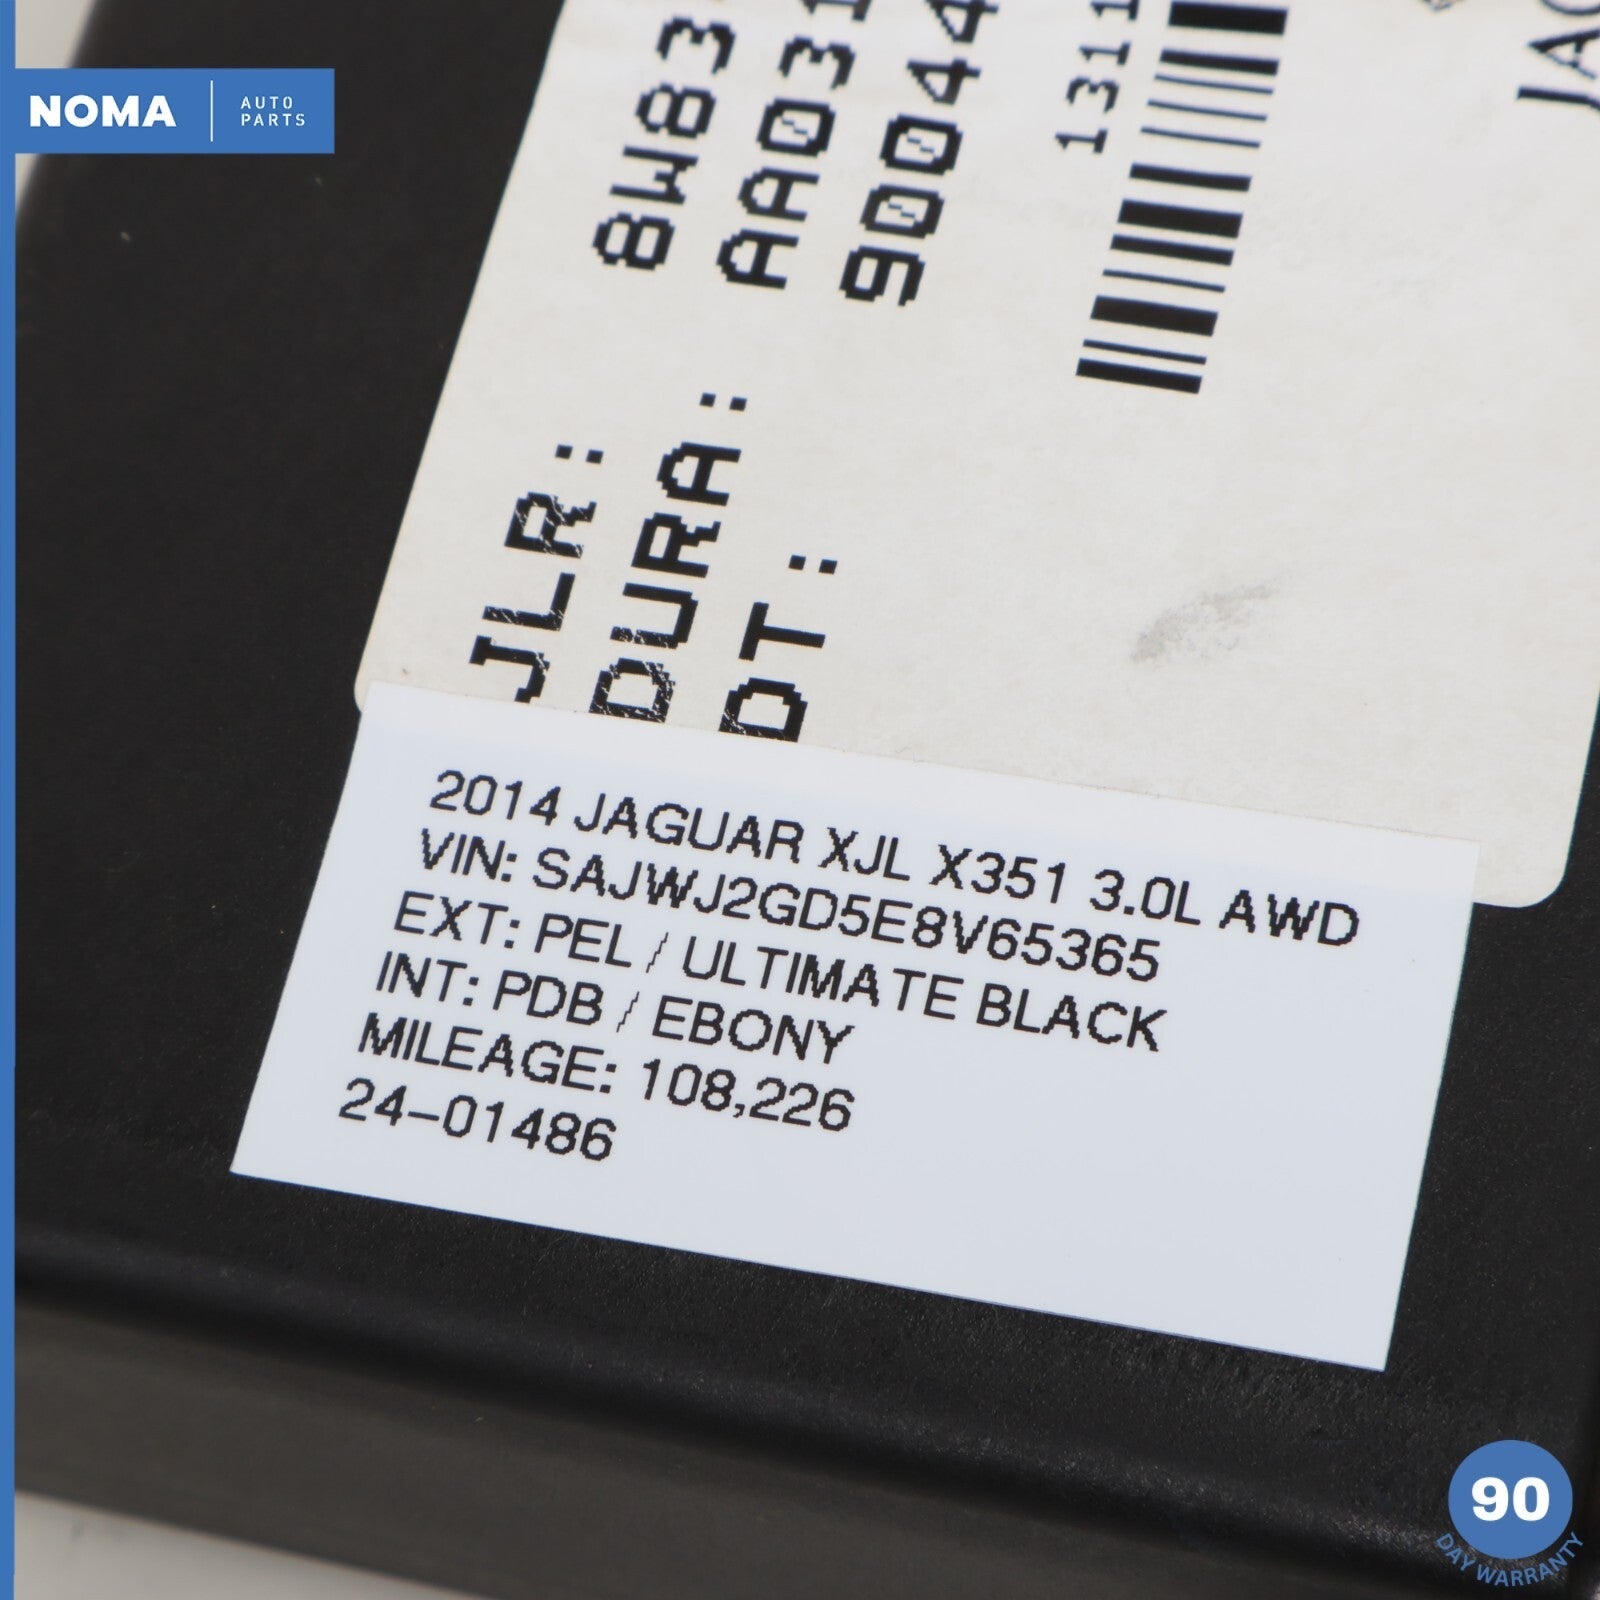 NOMA
AUTO
PARTS
JLR: 8W83
DURA: AA031
DT: 90044
1311
JAG
2014 JAGUAR XJL X351 3.0L AWD
VIN: SAJWJ2GD5E8V65365
EXT: PEL / ULTIMATE BLACK
INT: PDB / EBONY
MILEAGE: 108,226
24-01486
90
DAY WARRANTY